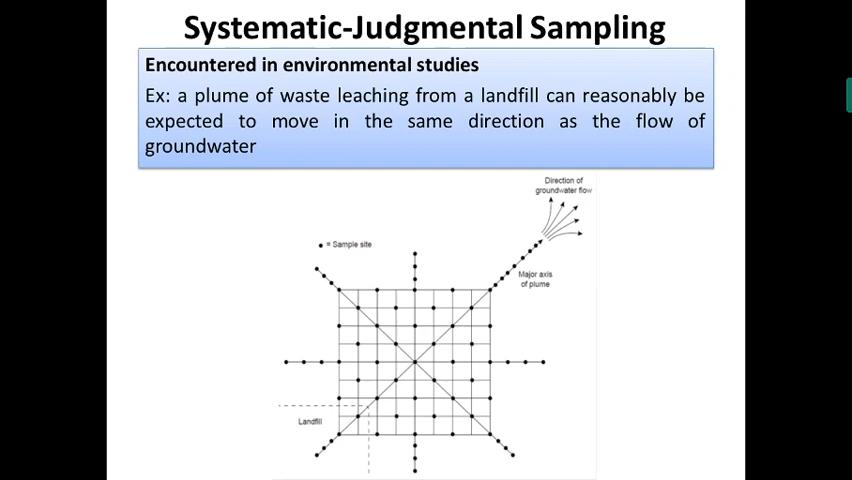 Systematic-Judgmental Sampling
Encountered in environmental studies
Ex: a plume of waste leaching from a landfill can reasonably be
expected to move in the same direction as the flow of
groundwater
Direction of
groundwater flow
• = Sample site
Major axis
of plume
Landfill